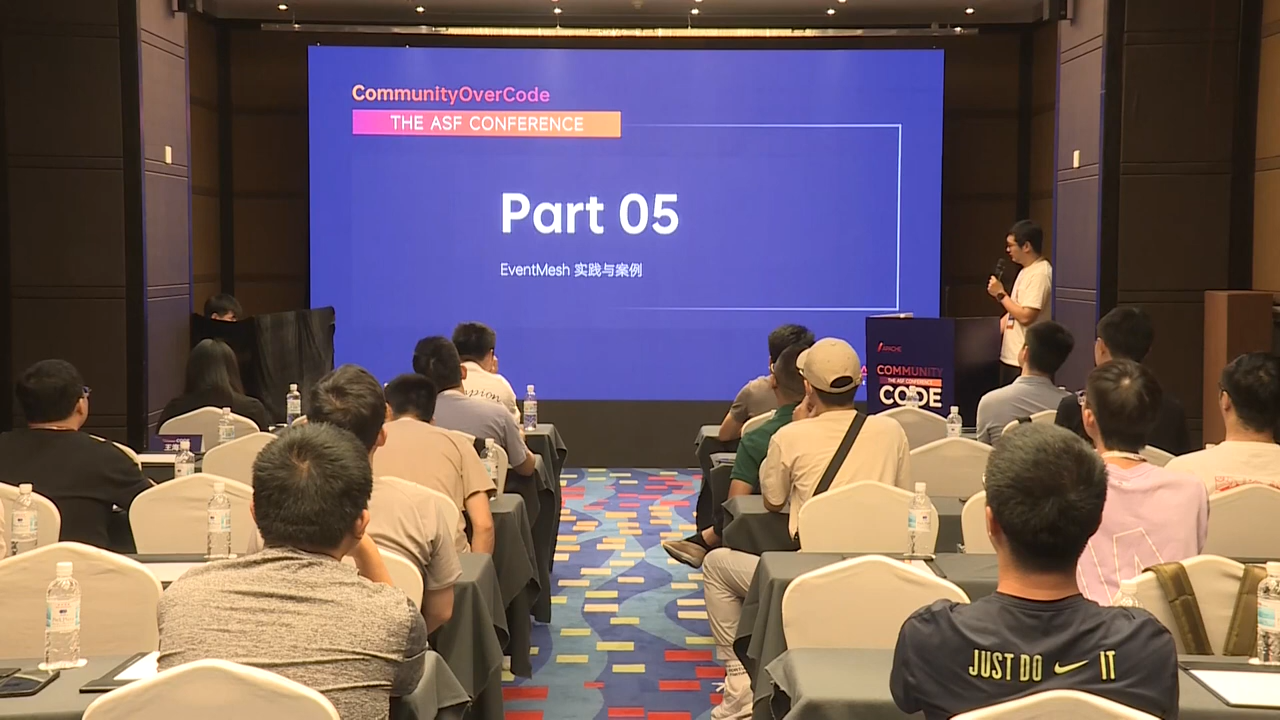 CommunityOverCode
THE ASF CONFERENCE
Part 05
EventMesh 实践与案例
APACHE
COMMUNITY
THE ASF CONFERENCE
CODE
JUST DO IT